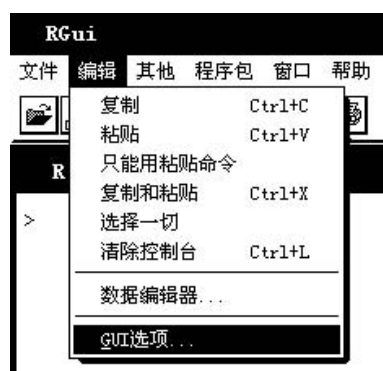 RGui
文件 编辑 其他 程序包 窗口 帮助
复制 Ctrl+C
粘贴 Ctrl+V
只能用粘贴命令
R
复制和粘贴 Ctrl+X
> 选择一切
清除控制台 Ctrl+L
数据编辑器...
GUI选项...